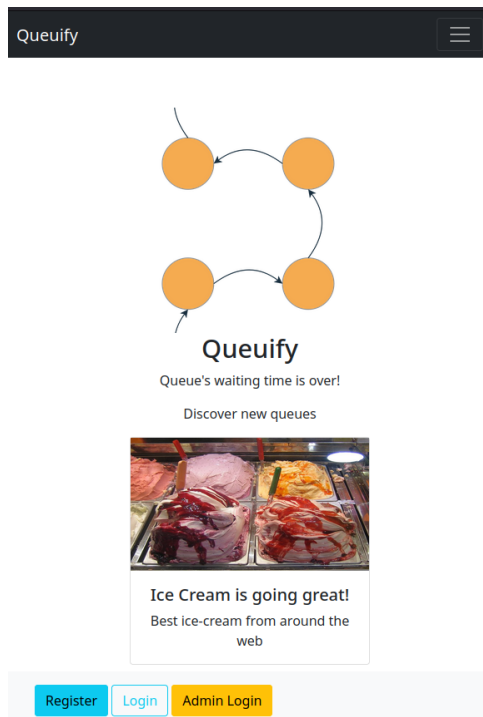 Queuify
Queuify
Queue's waiting time is over!
Discover new queues
Ice Cream is going great!
Best ice-cream from around the
web
Register Login Admin Login